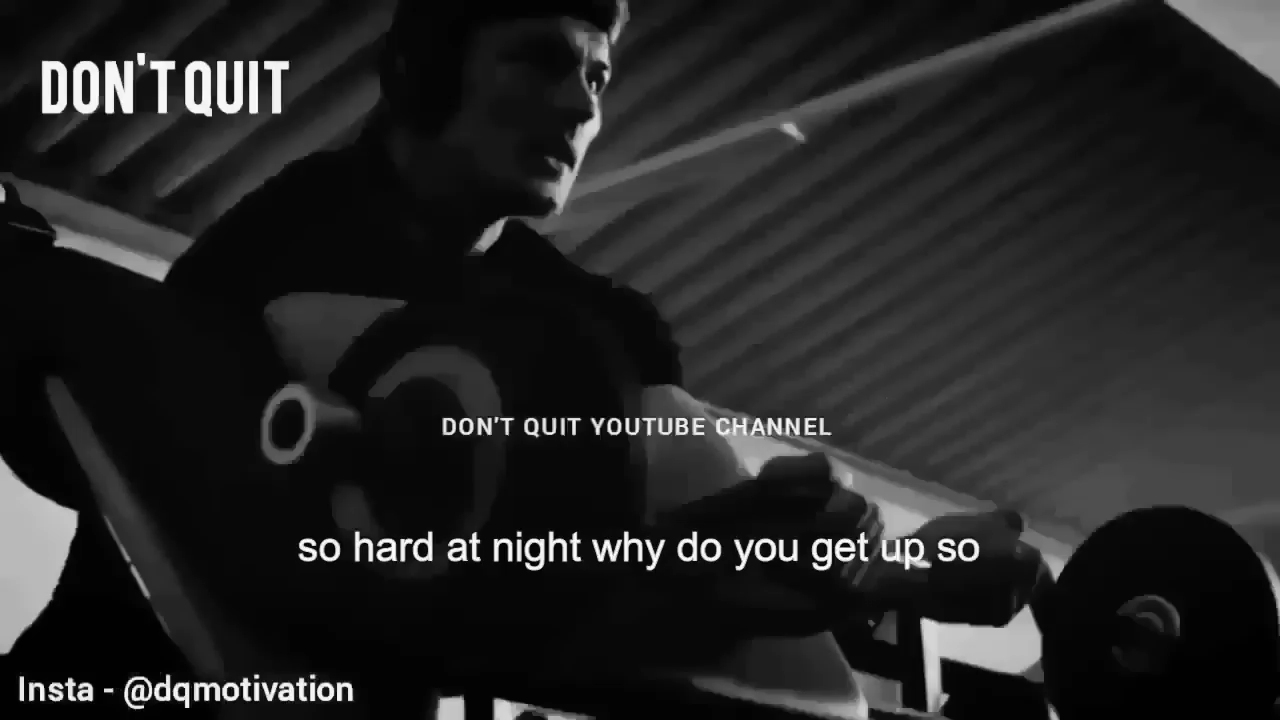 DON'T QUIT
DON'T QUIT YOUTUBE CHANNEL
so hard at night why do you get up so
Insta - @dqmotivation